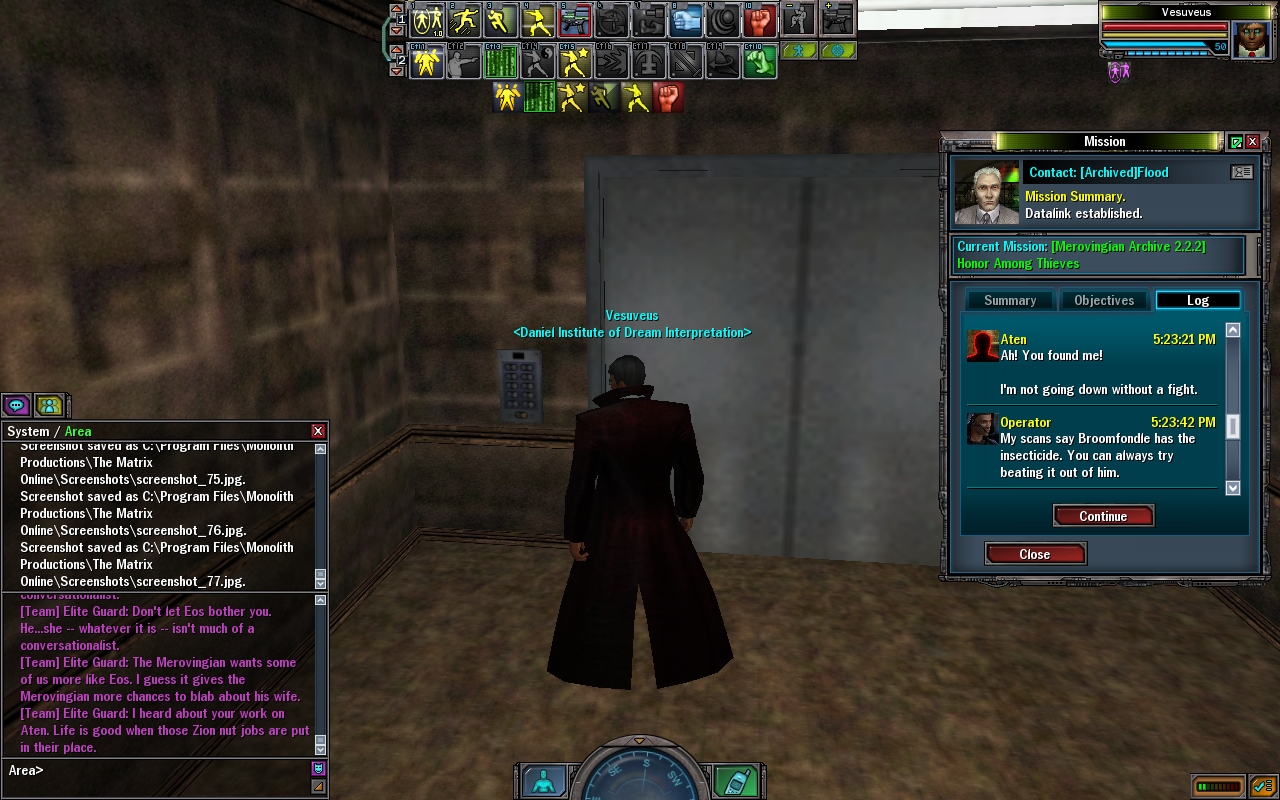 Vesuveus
50
1
2
1.0
Mission
Contact: [Archived]Flood
Mission Summary.
Datalink established.
Current Mission: [Merovingian Archive 2.2.2]
Honor Among Thieves
Summary
Objectives
Log
Aten 5:23:21 PM
Ah! You found me!
I'm not going down without a fight.
Operator 5:23:42 PM
My scans say Broomfondle has the
insecticide. You can always try
beating it out of him.
Continue
Close
Vesuveus
<Daniel Institute of Dream Interpretation>
System / Area
Screenshot saved as C:\Program Files\Monolith
Productions\The Matrix
Online\Screenshots\screenshot_75.jpg.
Screenshot saved as C:\Program Files\Monolith
Productions\The Matrix
Online\Screenshots\screenshot_76.jpg.
Screenshot saved as C:\Program Files\Monolith
Productions\The Matrix
Online\Screenshots\screenshot_77.jpg.
conversationalist.
[Team] Elite Guard: Don't let Eos bother you.
He...she -- whatever it is -- isn't much of a
conversationalist.
[Team] Elite Guard: The Merovingian wants some
of us more like Eos. I guess it gives the
Merovingian more chances to blab about his wife.
[Team] Elite Guard: I heard about your work on
Aten. Life is good when those Zion nut jobs are put
in their place.
Area>
SE
S
SW